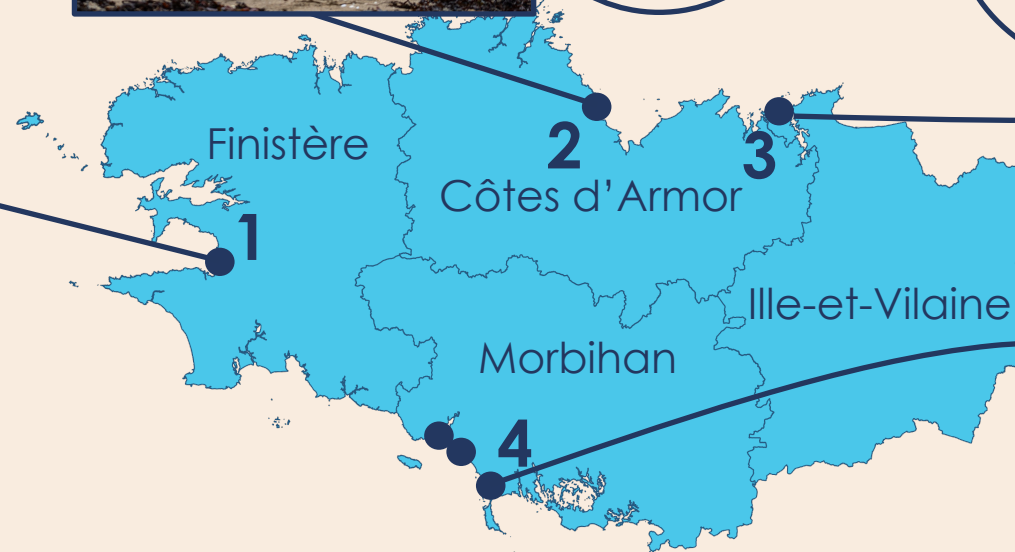 Finistère
2
3
Côtes d’Armor
1
Ille-et-Vilaine
Morbihan
4